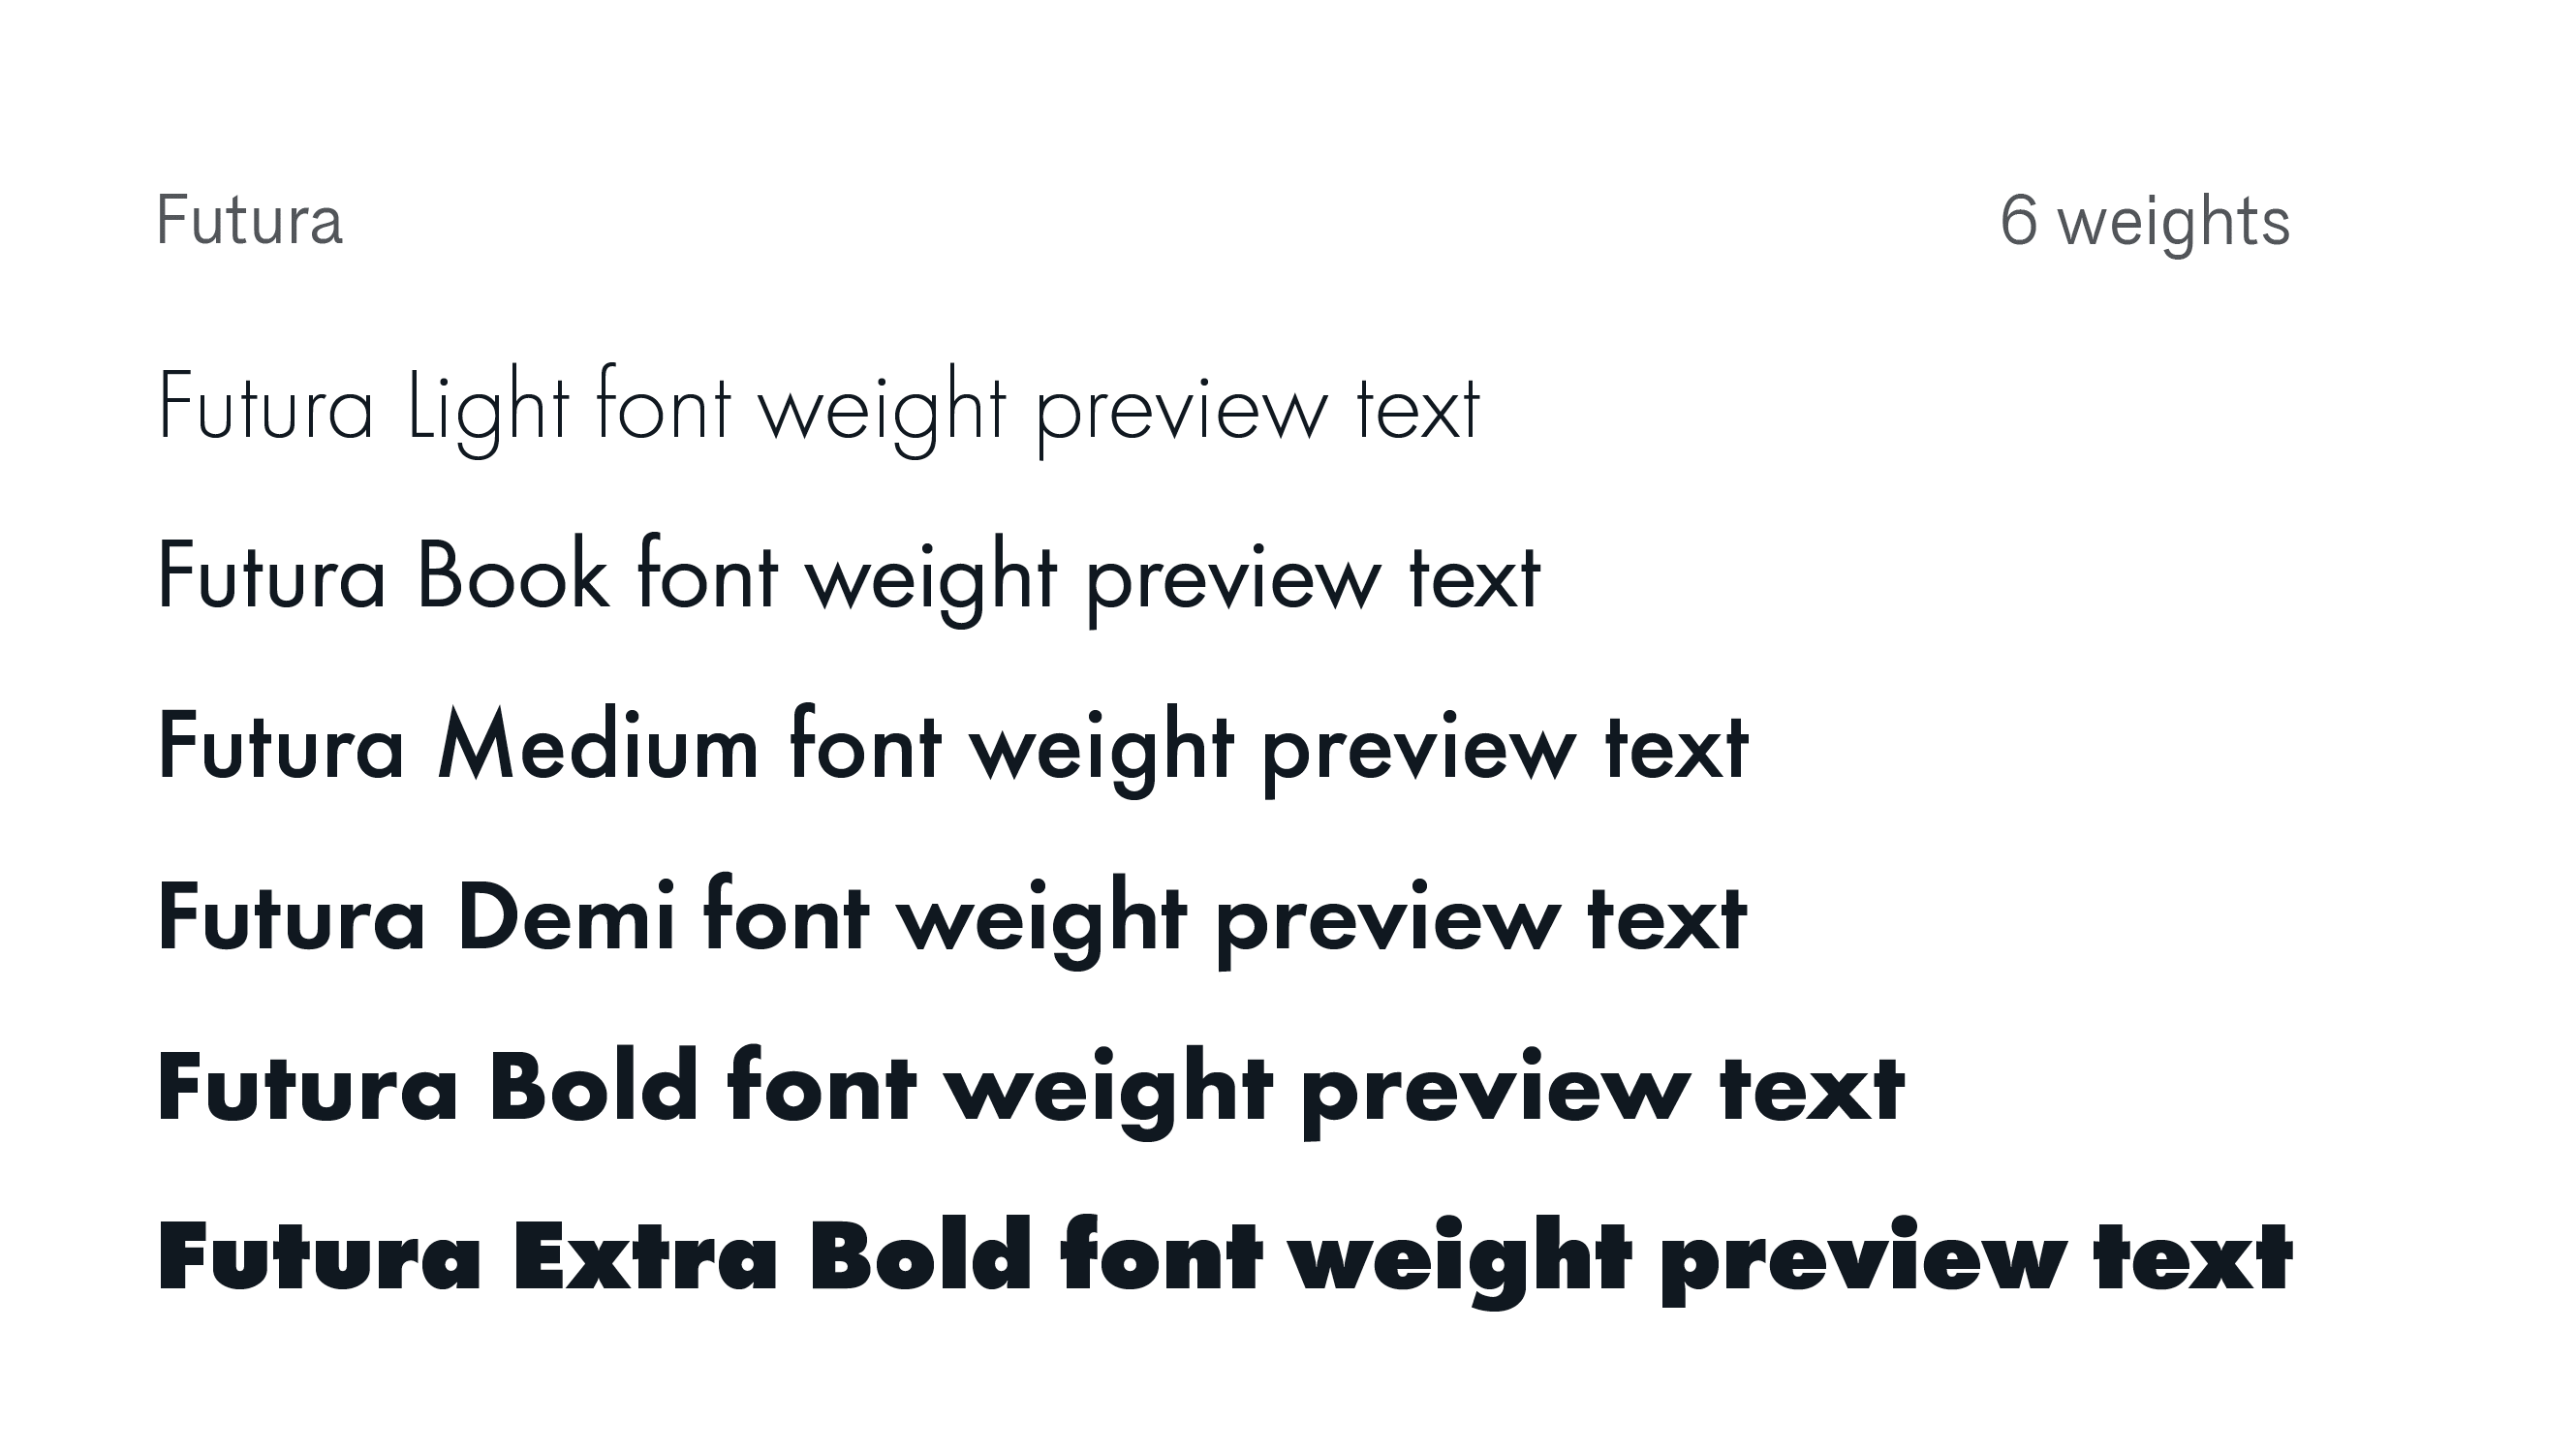 Futura 6 weights
Futura Light font weight preview text
Futura Book font weight preview text
Futura Medium font weight preview text
Futura Demi font weight preview text
Futura Bold font weight preview text
Futura Extra Bold font weight preview text